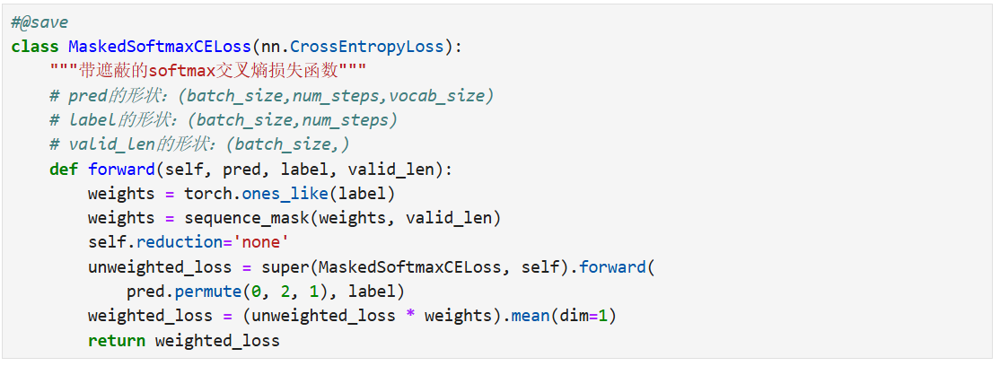 #@save
class MaskedSoftmaxCELoss(nn.CrossEntropyLoss):
    """带遮蔽的softmax交叉熵损失函数"""
    # pred的形状：(batch_size,num_steps,vocab_size)
    # label的形状：(batch_size,num_steps)
    # valid_len的形状：(batch_size,)
    def forward(self, pred, label, valid_len):
        weights = torch.ones_like(label)
        weights = sequence_mask(weights, valid_len)
        self.reduction='none'
        unweighted_loss = super(MaskedSoftmaxCELoss, self).forward(
            pred.permute(0, 2, 1), label)
        weighted_loss = (unweighted_loss * weights).mean(dim=1)
        return weighted_loss